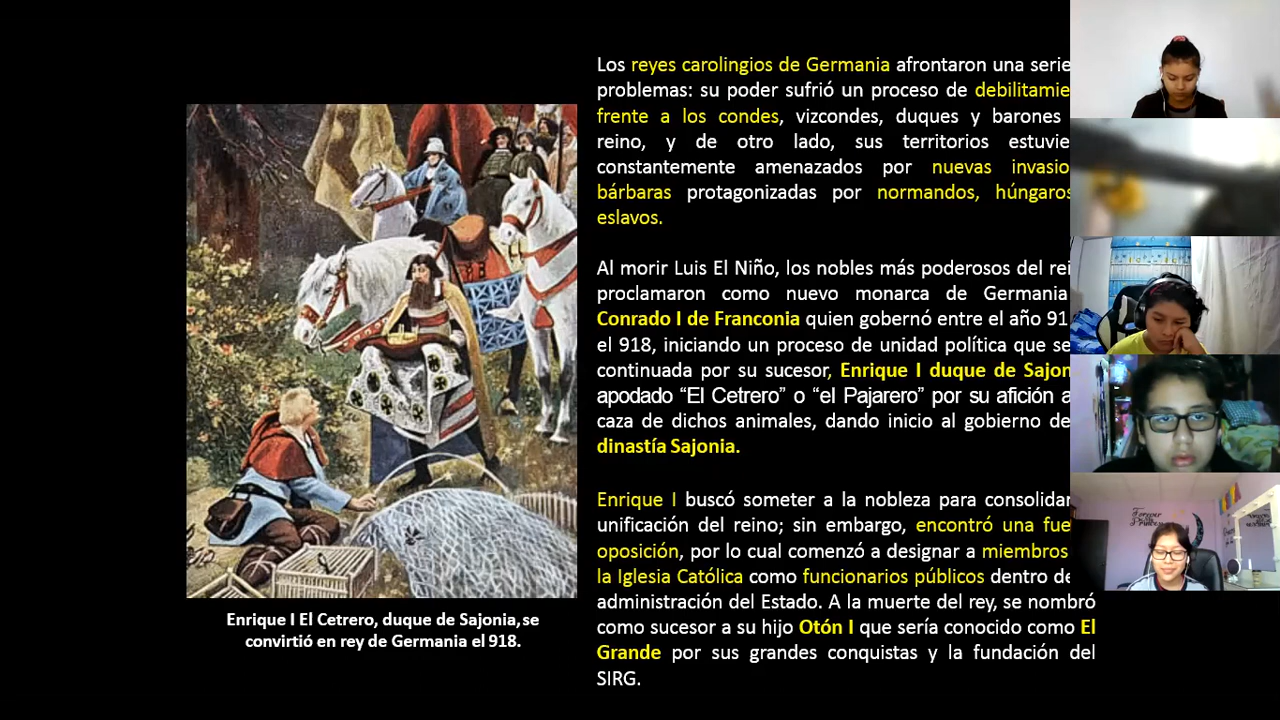 Los reyes carolingios de Germania afrontaron una serie
problemas: su poder sufrió un proceso de
frente a los condes, vizcondes, duques y barones
reino, y de otro lado, sus territorios
constantemente amenazados por nuevas
bárbaras protagonizadas por normandos, húngaros
eslavos.
Al morir Luis El Niño, los nobles más poderosos del
proclamaron como nuevo monarca de Germania
Conrado I de Franconia quien gobernó entre el año
el 918, iniciando un proceso de unidad política que
continuada por su sucesor, Enrique I duque de
apodado “El Cetrero” o “el Pajarero” por su afición a
caza de dichos animales, dando inicio al gobierno de
dinastía Sajonia.
Enrique I buscó someter a la nobleza para consolidar
unificación del reino; sin embargo, encontró una
oposición, por lo cual comenzó a designar a miembros
la Iglesia Católica como funcionarios públicos dentro de
administración del Estado. A la muerte del rey, se nombró
como sucesor a su hijo Otón I que sería conocido como El
Grande por sus grandes conquistas y la fundación del
SIRG.
Enrique I El Cetrero, duque de Sajonia, se
convirtió en rey de Germania el 918.